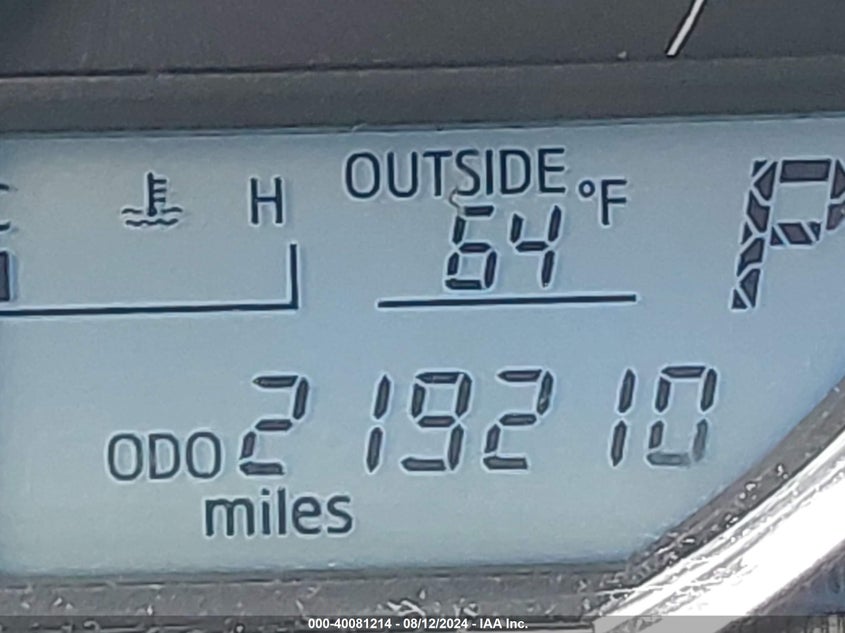 C H OUTSIDE °F P
64
ODO 219210
miles
000-40081214 - 08/12/2024 - IAA Inc.